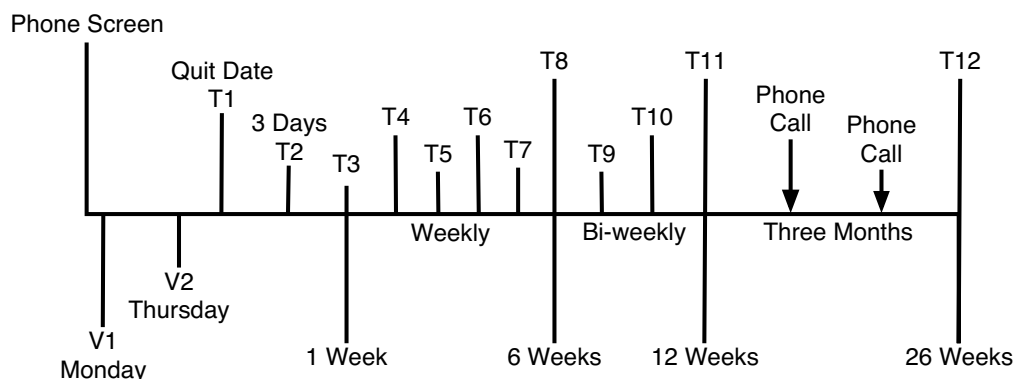 Phone Screen
Quit Date
T1
3 Days
T2
T3
T4
T5
T6
T7
T8
T9
T10
T11
Phone
Call
Phone
Call
T12
Weekly
Bi-weekly
Three Months
V1
Monday
V2
Thursday
1 Week
6 Weeks
12 Weeks
26 Weeks